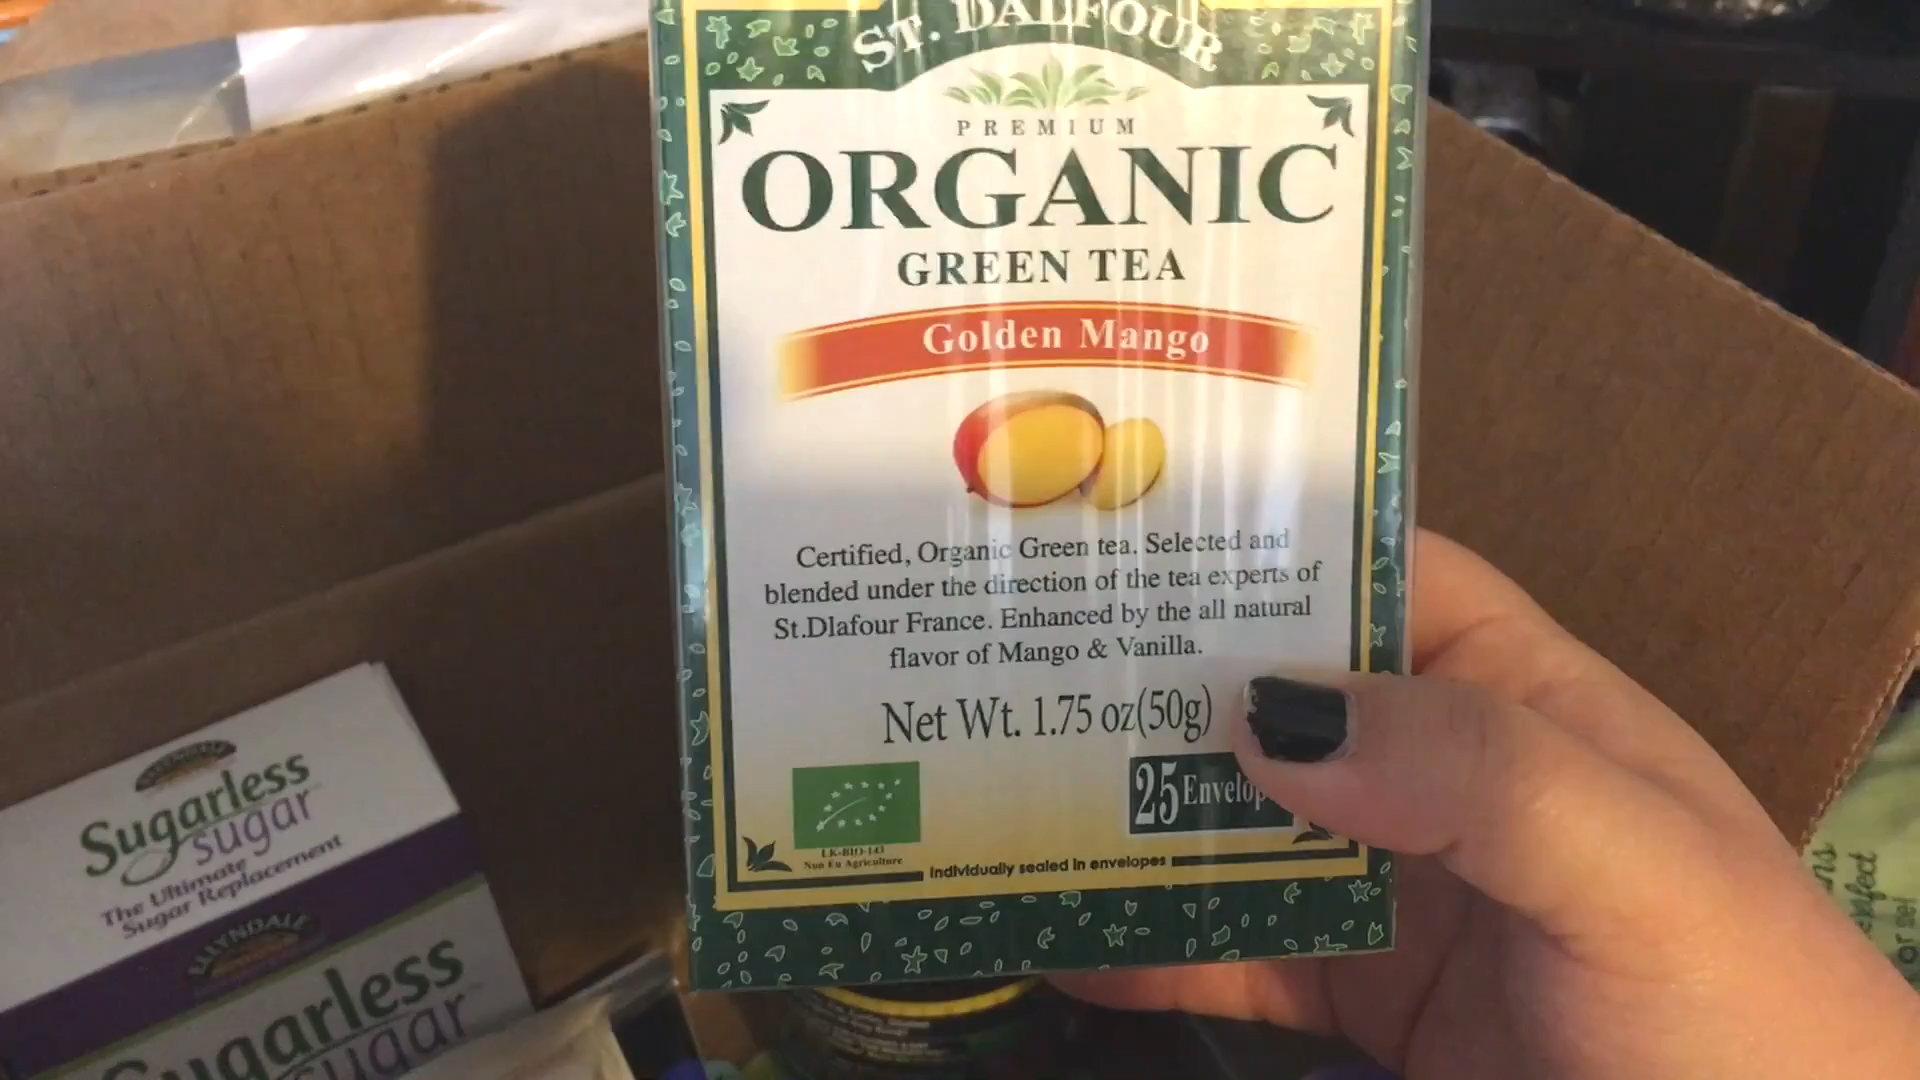 ST. DALFOUR
PREMIUM
ORGANIC
GREEN TEA
Golden Mango
Certified, Organic Green tea. Selected and
blended under the direction of the tea experts of
St.Dlafour France. Enhanced by the all natural
flavor of Mango & Vanilla.
Net Wt. 1.75 oz(50g)
25 Envelop
LK-BIO-143
Non Eu Agriculture
Individually sealed in envelopes
Sugarless
sugar
The Ultimate
Sugar Replacement
LLYNDALE
Sugarless
sugar
or se